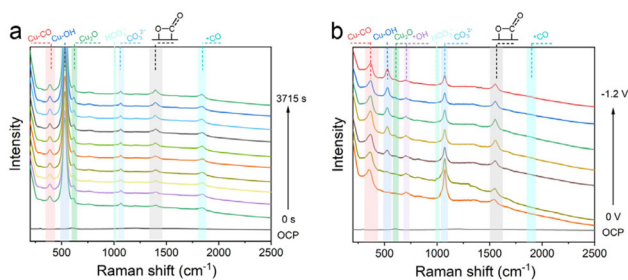 a
Cu-CO
Cu-OH
Cu₂O
HCO₃⁻
CO₃²⁻
O
O-C
*CO
3715 s
0 s
OCP
Intensity
500 1000 1500 2000 2500
Raman shift (cm⁻¹)
b
Cu-CO
Cu-OH
Cu₂O
*OH
HCO₃⁻
CO₃²⁻
O
O-C
*CO
-1.2 V
0 V
OCP
Intensity
500 1000 1500 2000 2500
Raman shift (cm⁻¹)